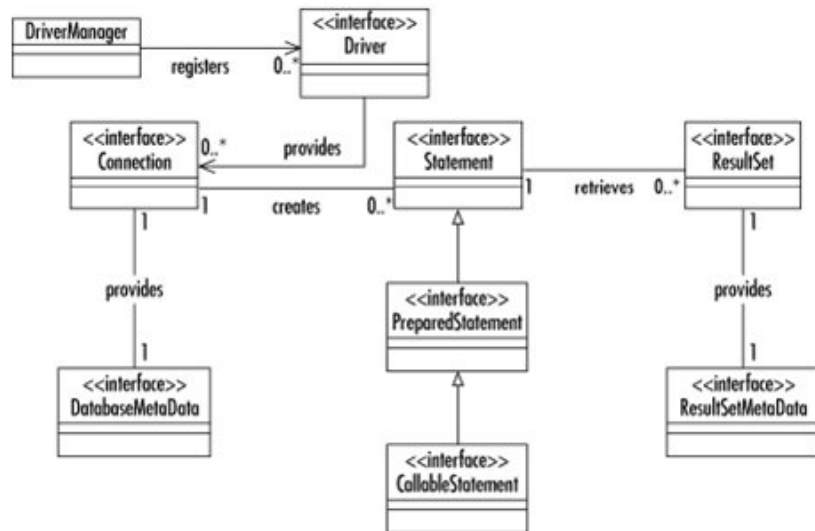 DriverManager
<<interface>>
Driver
registers
0..*
<<interface>>
Connection
0..*
provides
<<interface>>
Statement
<<interface>>
ResultSet
1
creates
0..*
1
retrieves
0..*
1
provides
1
<<interface>>
DatabaseMetaData
<<interface>>
PreparedStatement
<<interface>>
CallableStatement
1
provides
1
<<interface>>
ResultSetMetaData